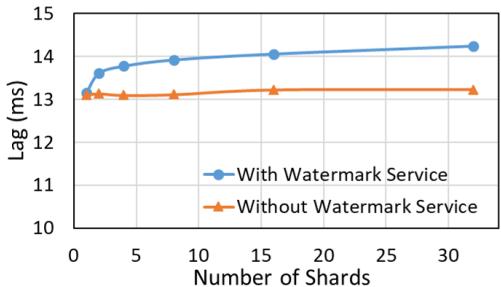 15
14
13
12
11
10
Lag (ms)
With Watermark Service
Without Watermark Service
0 5 10 15 20 25 30
Number of Shards